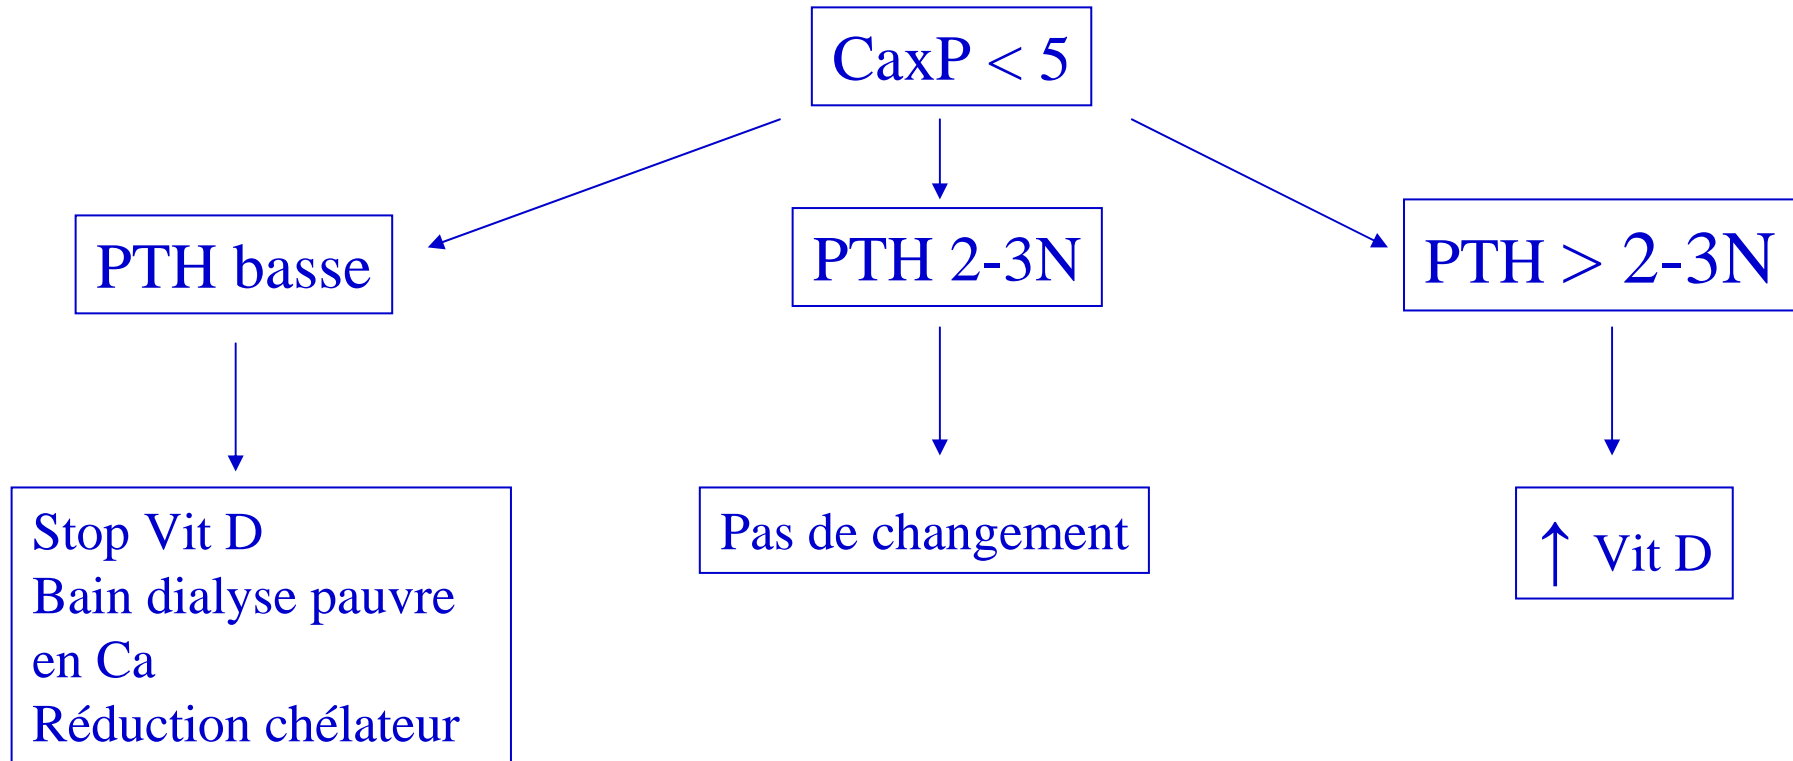 CaxP < 5
PTH basse
PTH 2-3N
PTH > 2-3N
Stop Vit D
Bain dialyse pauvre
en Ca
Réduction chélateur
Pas de changement
↑ Vit D